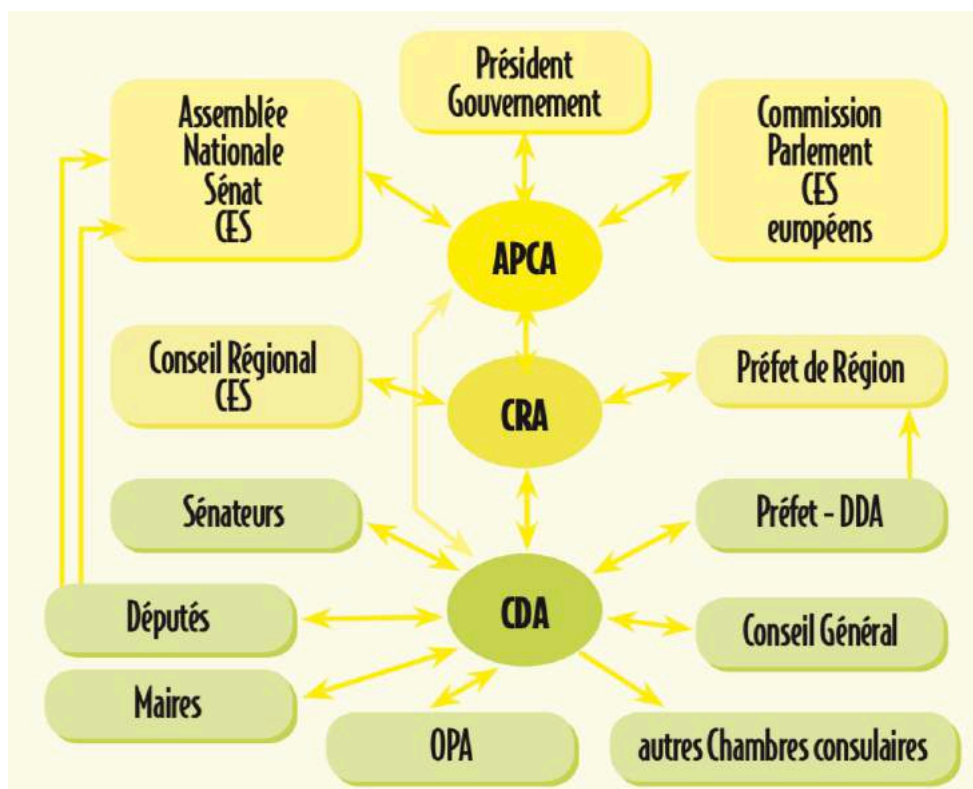 Président
Gouvernement
Assemblée
Nationale
Sénat
CES
Commission
Parlement
CES
européens
APCA
Conseil Régional
CES
CRA
Préfet de Région
Sénateurs
Préfet - DDA
CDA
Députés
Conseil Général
Maires
OPA
autres Chambres consulaires